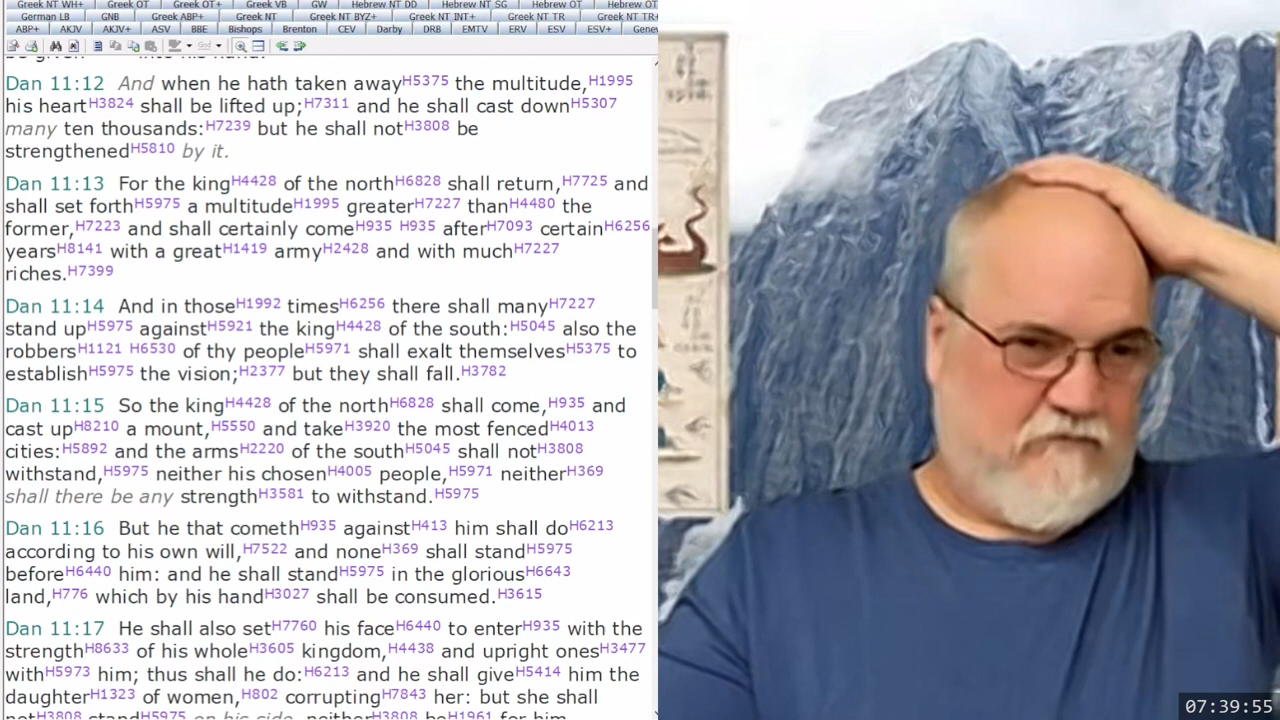 Greek NT WH+ Greek OT Greek OT+ Greek VB GW Hebrew NT DD Hebrew NT SG Hebrew OT Hebrew OT
German LB GNB Greek ABP+ Greek NT Greek NT BYZ+ Greek NT INT+ Greek NT TR Greek NT TR+
ABP+ AKJV AKJV+ ASV BBE Bishops Brenton CEV Darby DRB EMTV ERV ESV ESV+ Genev
Dan 11:12 And when he hath taken awayH5375 the multitude,H1995
his heartH3824 shall be lifted up;H7311 and he shall cast downH5307
many ten thousands:H7239 but he shall notH3808 be
strengthenedH5810 by it.
Dan 11:13 For the kingH4428 of the northH6828 shall return,H7725 and
shall set forthH5975 a multitudeH1995 greaterH7227 thanH4480 the
former,H7223 and shall certainly comeH935 H935 afterH7093 certainH6256
yearsH8141 with a greatH1419 armyH2428 and with muchH7227
riches.H7399
Dan 11:14 And in thoseH1992 timesH6256 there shall manyH7227
stand upH5975 againstH5921 the kingH4428 of the south:H5045 also the
robbersH1121 H6530 of thy peopleH5971 shall exalt themselvesH5375 to
establishH5975 the vision;H2377 but they shall fall.H3782
Dan 11:15 So the kingH4428 of the northH6828 shall come,H935 and
cast upH8210 a mount,H5550 and takeH3920 the most fencedH4013
cities:H5892 and the armsH2220 of the southH5045 shall notH3808
withstand,H5975 neither his chosenH4005 people,H5971 neitherH369
shall there be any strengthH3581 to withstand.H5975
Dan 11:16 But he that comethH935 againstH413 him shall doH6213
according to his own will,H7522 and noneH369 shall standH5975
beforeH6440 him: and he shall standH5975 in the gloriousH6643
land,H776 which by his handH3027 shall be consumed.H3615
Dan 11:17 He shall also setH7760 his faceH6440 to enterH935 with the
strengthH8633 of his wholeH3605 kingdom,H4438 and upright onesH3477
withH5973 him; thus shall he do:H6213 and he shall giveH5414 him the
daughterH1323 of women,H802 corruptingH7843 her: but she shall
notH3808 standH5975 on his side, neitherH3808 beH1961 for him
07:39:55